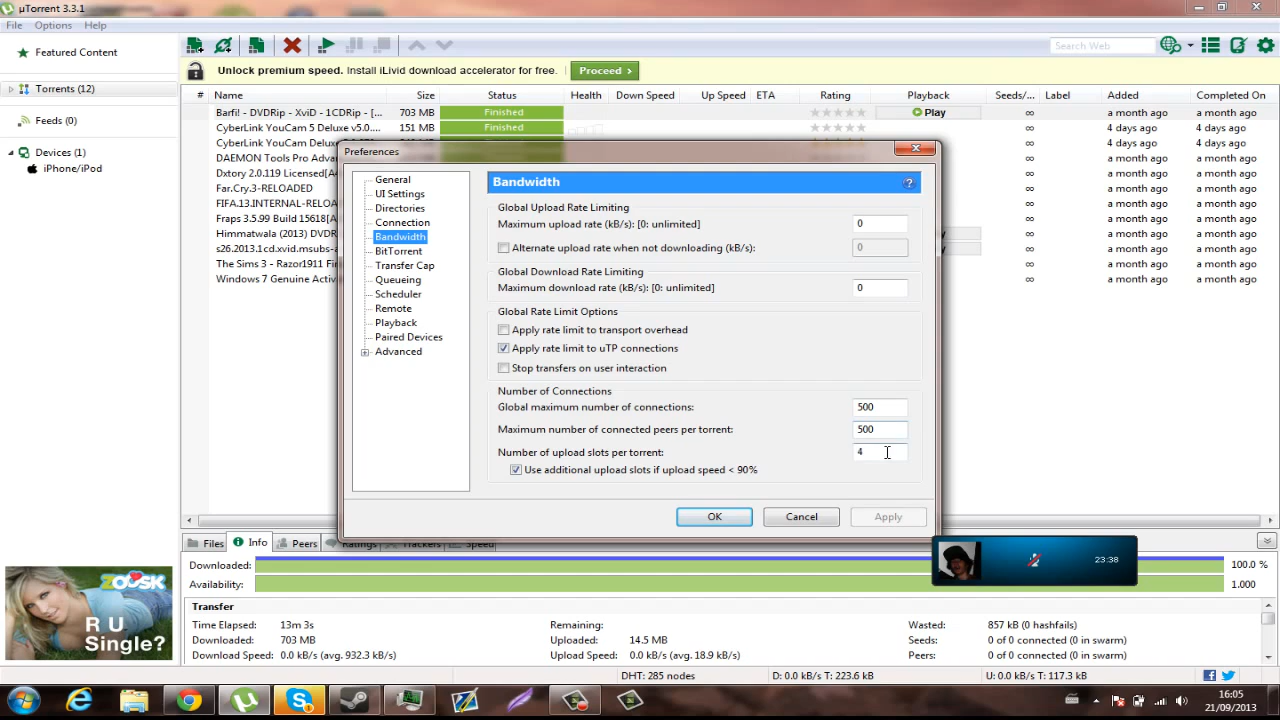 µTorrent 3.3.1
File Options Help
Featured Content
Search Web
Unlock premium speed. Install iLivid download accelerator for free. Proceed >
Torrents (12)
# Name Size Status Health Down Speed Up Speed ETA Rating Playback Seeds/... Label Added Completed On
Barfi! - DVDRip - XviD - 1CDRip - [... 703 MB Finished Play ∞ a month ago a month ago
Feeds (0)
CyberLink YouCam 5 Deluxe v5.0.... 151 MB Finished ∞ 4 days ago 4 days ago
CyberLink YouCam Deluxe ∞ 4 days ago 4 days ago
Devices (1)
DAEMON Tools Pro Advan ∞ a month ago a month ago
iPhone/iPod
Dxtory 2.0.119 Licensed[A ∞ a month ago a month ago
Far.Cry.3-RELOADED ∞ a month ago a month ago
FIFA.13.INTERNAL-RELO ∞ a month ago a month ago
Fraps 3.5.99 Build 15618[A ∞ a month ago a month ago
Himmatwala (2013) DVDR ∞ a month ago a month ago
s26.2013.1cd.xvid.msubs- ∞ a month ago a month ago
The Sims 3 - Razor1911 Fi ∞ a month ago a month ago
Windows 7 Genuine Activ ∞ a month ago a month ago
Preferences
General
UI Settings
Directories
Connection
Bandwidth
BitTorrent
Transfer Cap
Queueing
Scheduler
Remote
Playback
Paired Devices
Advanced
Bandwidth
Global Upload Rate Limiting
Maximum upload rate (kB/s): [0: unlimited] 0
Alternate upload rate when not downloading (kB/s): 0
Global Download Rate Limiting
Maximum download rate (kB/s): [0: unlimited] 0
Global Rate Limit Options
Apply rate limit to transport overhead
Apply rate limit to uTP connections
Stop transfers on user interaction
Number of Connections
Global maximum number of connections: 500
Maximum number of connected peers per torrent: 500
Number of upload slots per torrent: 4
Use additional upload slots if upload speed < 90%
OK Cancel Apply
Files Info Peers Ratings Trackers Speed
23:38
Downloaded: 100.0 %
Availability: 1.000
Transfer
Time Elapsed: 13m 3s Remaining: Wasted: 857 kB (0 hashfails)
Downloaded: 703 MB Uploaded: 14.5 MB Seeds: 0 of 0 connected (0 in swarm)
Download Speed: 0.0 kB/s (avg. 932.3 kB/s) Upload Speed: 0.0 kB/s (avg. 18.9 kB/s) Peers: 0 of 0 connected (0 in swarm)
zoosk
R U
Single?
DHT: 285 nodes D: 0.0 kB/s T: 223.6 kB U: 0.0 kB/s T: 117.3 kB
16:05
21/09/2013